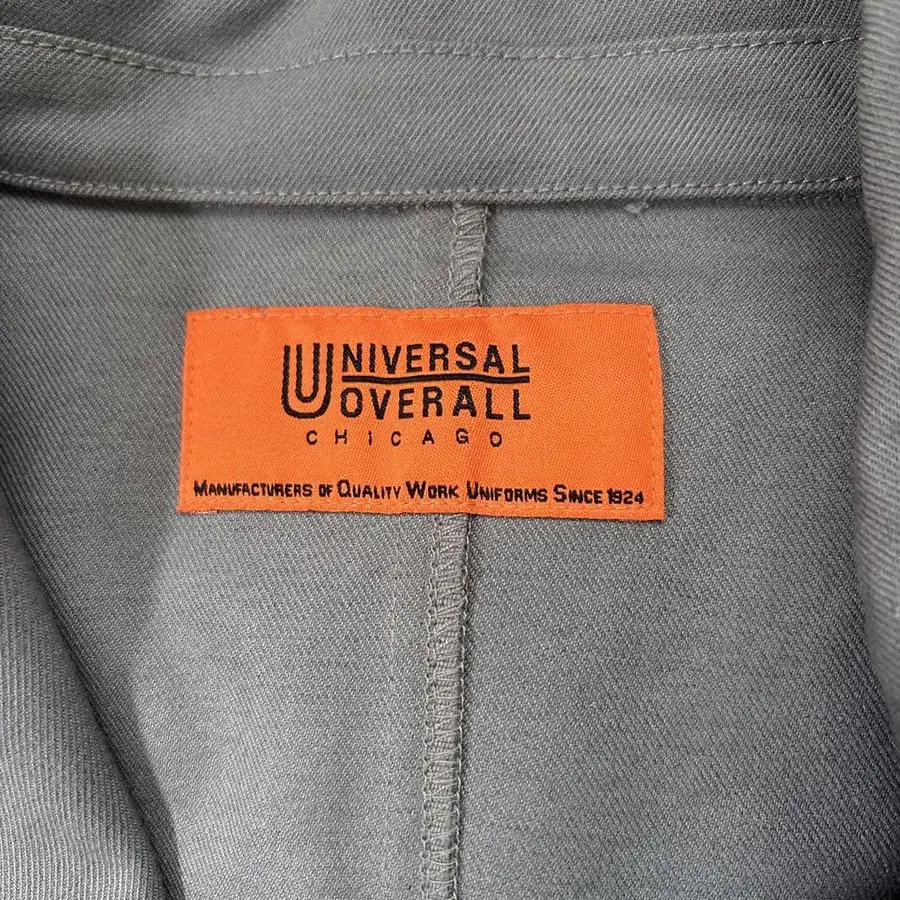 UNIVERSAL
OVERALL
CHICAGO
MANUFACTURERS OF QUALITY WORK UNIFORMS SINCE 1924